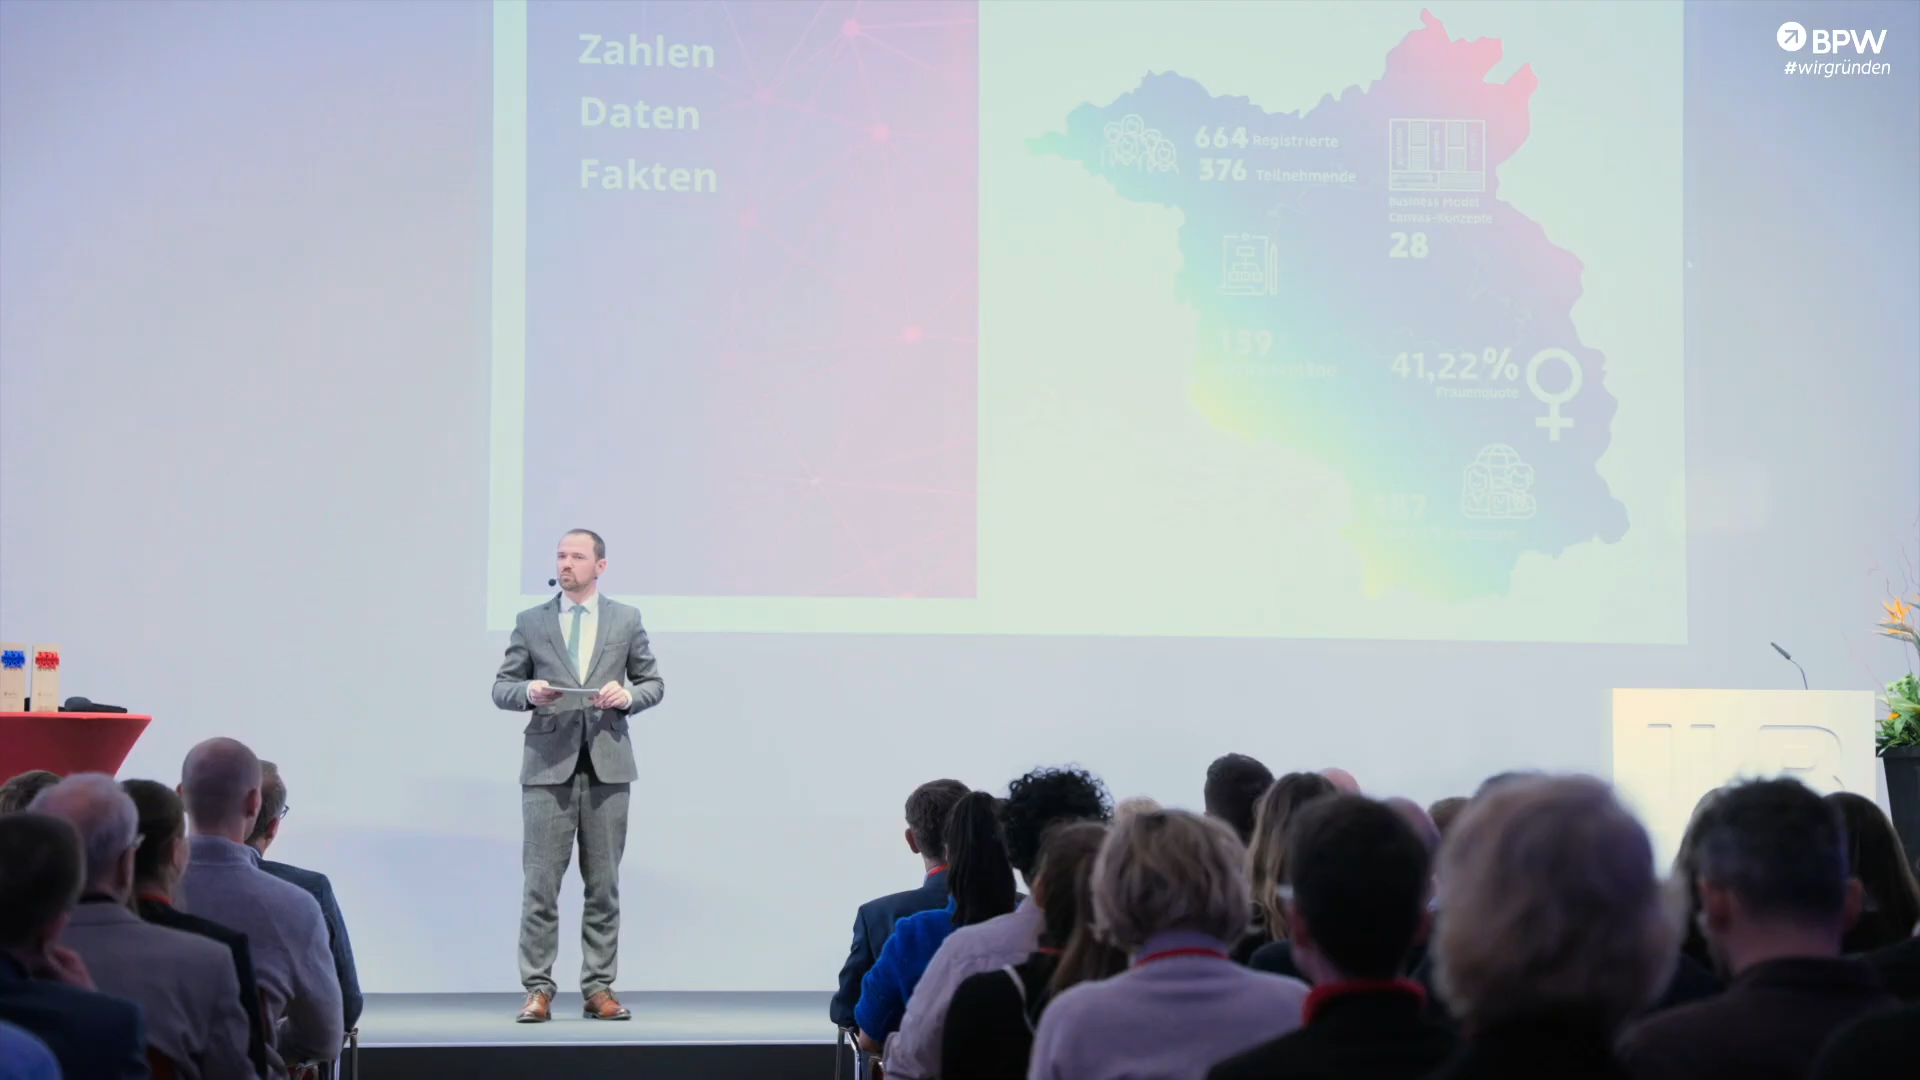 Zahlen
Daten
Fakten
664 Registrierte
376 Teilnehmende
Business Model
Canvas-Konzepte
28
41,22%
Frauenquote
BPW
#wirgründen